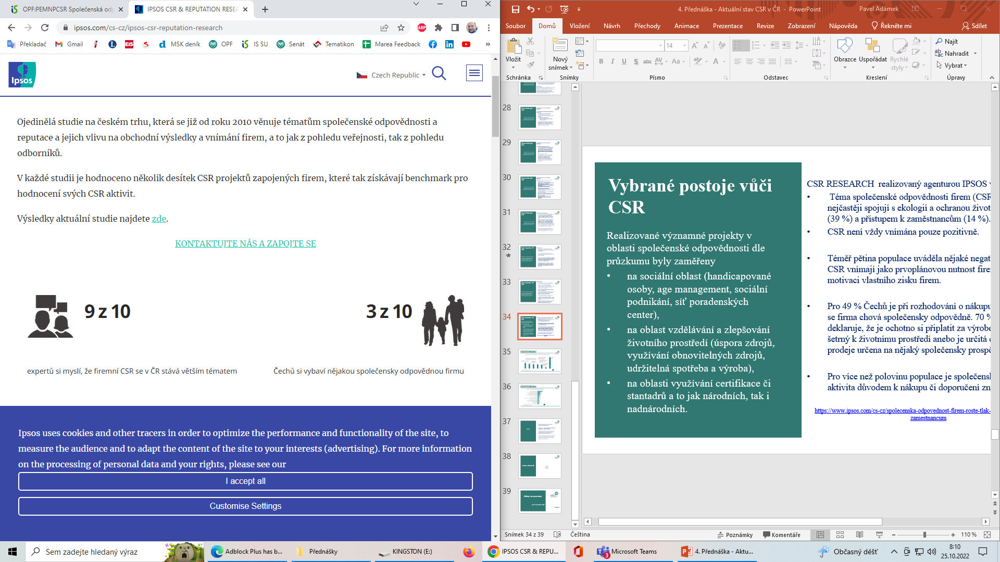 OPF:PEMNPCSR Společenská od
IPSOS CSR & REPUTATION RESE
ipsos.com/cs-cz/ipsos-csr-reputation-research
ABP
Překladač
Gmail
MSK deník
OPF
IS SU
Senát
Tematikon
Marea Feedback
»
Ipsos
Czech Republic
Ojedinělá studie na českém trhu, která se již od roku 2010 věnuje tématům společenské odpovědnosti a
reputace a jejich vlivu na obchodní výsledky a vnímání firem, a to jak z pohledu veřejnosti, tak z pohledu
odborníků.
V každé studii je hodnoceno několik desítek CSR projektů zapojených firem, které tak získávají benchmark pro
hodnocení svých CSR aktivit.
Výsledky aktuální studie najdete zde.
KONTAKTUJTE NÁS A ZAPOJTE SE
9 z 10
3 z 10
expertů si myslí, že firemní CSR se v ČR stává větším tématem
Čechů si vybaví nějakou společensky odpovědnou firmu
Ipsos uses cookies and other tracers in order to optimize the performance and functionality of the site, to
measure the audience and to adapt the content of the site to your interests (advertising). For more information
on the processing of personal data and your rights, please see our
I accept all
Customise Settings
4. Přednáška - Aktuální stav CSR v ČR - PowerPoint
Pavel Adámek
Soubor
Domů
Vložení
Návrh
Přechody
Animace
Prezentace
Revize
Zobrazení
Nápověda
Řekněte mi
Sdílet
Vložit
Schránka
Nový
snímek
Snímky
14
B I U S abc AV Aa
Písmo
Odstavec
Obrazce
Uspořádat
Rychlé
styly
Kreslení
Najít
Nahradit
Vybrat
Úpravy
28
29
30
31
32
33
34
35
36
37
38
39
Vybrané postoje vůči
CSR
Realizované významné projekty v
oblasti společenské odpovědnosti dle
průzkumu byly zaměřeny
• na sociální oblast (handicapované
osoby, age management, sociální
podnikání, síť poradenských
center),
• na oblast vzdělávání a zlepšování
životního prostředí (úspora zdrojů,
využívání obnovitelných zdrojů,
udržitelná spotřeba a výroba),
• na oblasti využívání certifikace či
stantadrů a to jak národních, tak i
nadnárodních.
CSR RESEARCH realizovaný agenturou IPSOS
• Téma společenské odpovědnosti firem (CSR
nejčastěji spojují s ekologií a ochranou život
(39 %) a přístupem k zaměstnancům (14 %).
• CSR není vždy vnímána pouze pozitivně.
• Téměř pětina populace uváděla nějaké negat
CSR vnímají jako prvoplánovou nutnost fire
motivaci vlastního zisku firem.
• Pro 49 % Čechů je při rozhodování o nákupu
se firma chová společensky odpovědně. 70 %
deklaruje, že je ochotno si připlatit za výrobe
šetrný k životnímu prostředí anebo je určitá
prodeje určena na nějaký společensky prospě
• Pro více než polovinu populace je společensk
aktivita důvodem k nákupu či doporučení zn
https://www.ipsos.com/cs-cz/spolecenska-odpovednost-firem-roste-tlak-
zamestnancum
Snímek 34 z 39
Čeština
Poznámky
Komentáře
110 %
Sem zadejte hledaný výraz
Adblock Plus has b...
Přednášky
KINGSTON (E:)
IPSOS CSR & REPU...
3
Microsoft Teams
4. Přednáška - Aktu...
Občasný déšť
8:10
25.10.2022